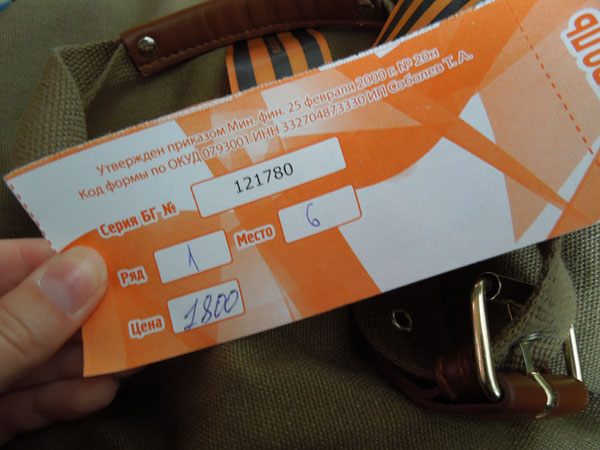 Утвержден приказом Мин. фин. 25 февраля 2000 г. № 20н
Код формы по ОКУД 0793001 ИНН 332704873330 ИП Соболев Т. А.
Серия БГ № 121780
Ряд 1 Место 6
Цена 1800